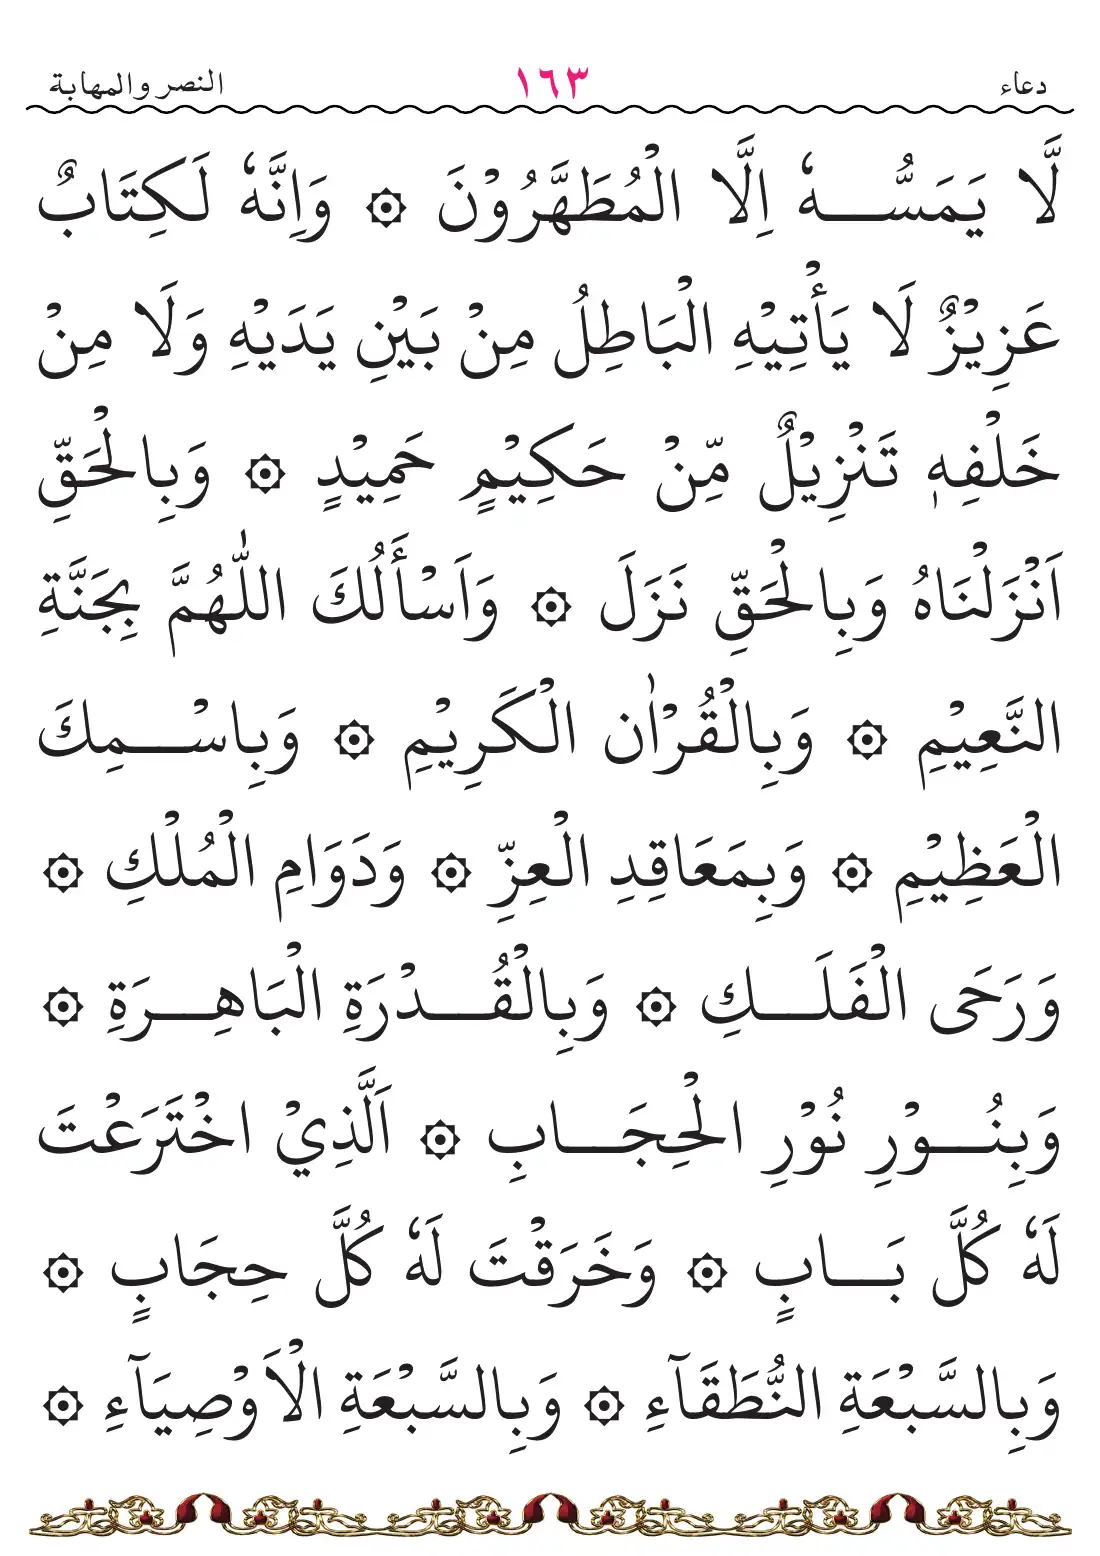 دعاء ١٦٣ النصر والمهابة
لَّا يَمَسُّـــهٗ اِلَّا الْمُطَهَّرُوْنَ ۞ وَاِنَّهٗ لَكِتَابٌ
عَزِيْزٌ لَا يَأْتِيْهِ الْبَاطِلُ مِنْ بَيْنِ يَدَيْهِ وَلَا مِنْ
خَلْفِهٖ تَنْزِيْلٌ مِّنْ حَكِيْمٍ حَمِيْدٍ ۞ وَبِالْحَقِّ
اَنْزَلْنَاهُ وَبِالْحَقِّ نَزَلَ ۞ وَاَسْأَلُكَ اللّٰهُمَّ بِجَنَّةِ
النَّعِيْمِ ۞ وَبِالْقُرْاٰنِ الْكَرِيْمِ ۞ وَبِاسْـــمِكَ
الْعَظِيْمِ ۞ وَبِمَعَاقِدِ الْعِزِّ ۞ وَدَوَامِ الْمُلْكِ ۞
وَرَحَى الْفَلَـــكِ ۞ وَبِالْقُـــدْرَةِ الْبَاهِـــرَةِ ۞
وَبِنُـــوْرِ نُوْرِ الْحِجَـــابِ ۞ اَلَّذِيْ اخْتَرَعْتَ
لَهٗ كُلَّ بَـــابٍ ۞ وَخَرَقْتَ لَهٗ كُلَّ حِجَابٍ ۞
وَبِالسَّبْعَةِ النُّطَقَآءِ ۞ وَبِالسَّبْعَةِ الْاَوْصِيَآءِ ۞